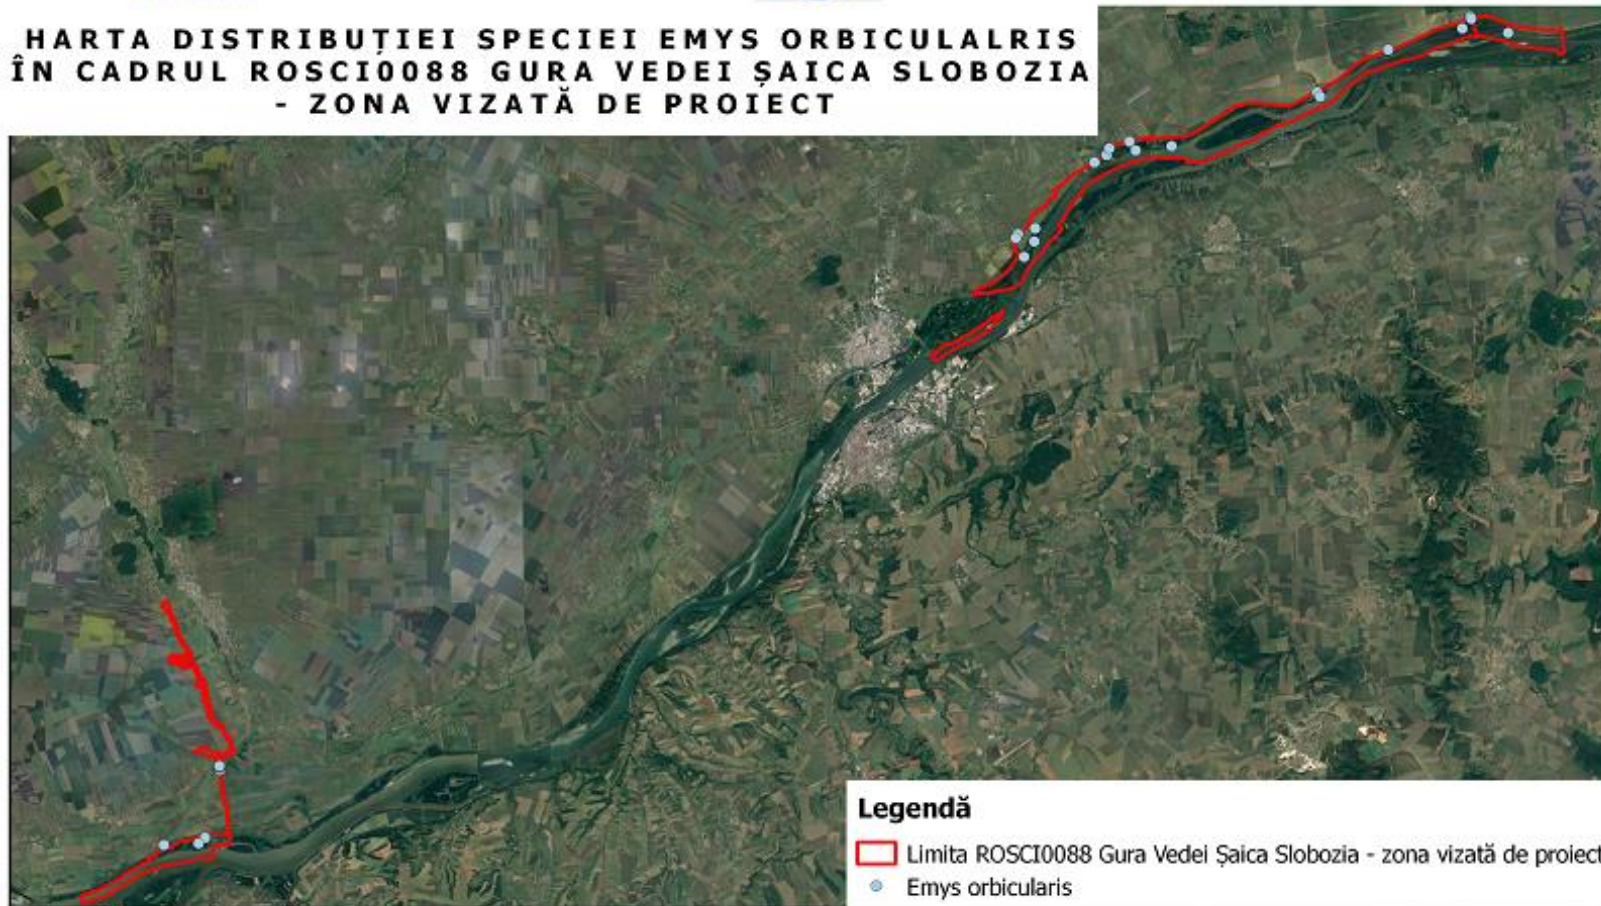 HARTA DISTRIBUȚIEI SPECIEI EMYS ORBICULALRIS
ÎN CADRUL ROSCI0088 GURA VEDEI ȘAICA SLOBOZIA
- ZONA VIZATĂ DE PROIECT
Legendă
Limita ROSCI0088 Gura Vedei Șaica Slobozia - zona vizată de proiect
Emys orbicularis